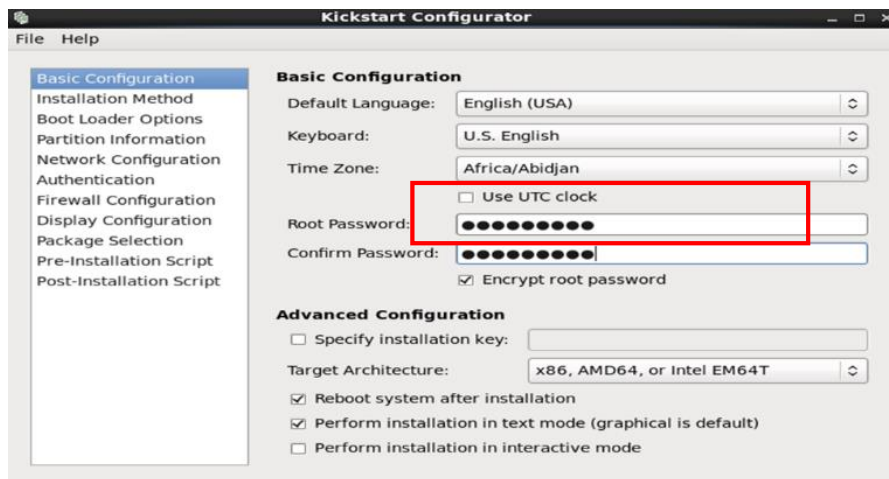 Kickstart Configurator
File Help
Basic Configuration
Installation Method
Boot Loader Options
Partition Information
Network Configuration
Authentication
Firewall Configuration
Display Configuration
Package Selection
Pre-Installation Script
Post-Installation Script
Basic Configuration
Default Language: English (USA)
Keyboard: U.S. English
Time Zone: Africa/Abidjan
Use UTC clock
Root Password: ●●●●●●●●●
Confirm Password: ●●●●●●●●●
Encrypt root password
Advanced Configuration
Specify installation key:
Target Architecture: x86, AMD64, or Intel EM64T
Reboot system after installation
Perform installation in text mode (graphical is default)
Perform installation in interactive mode